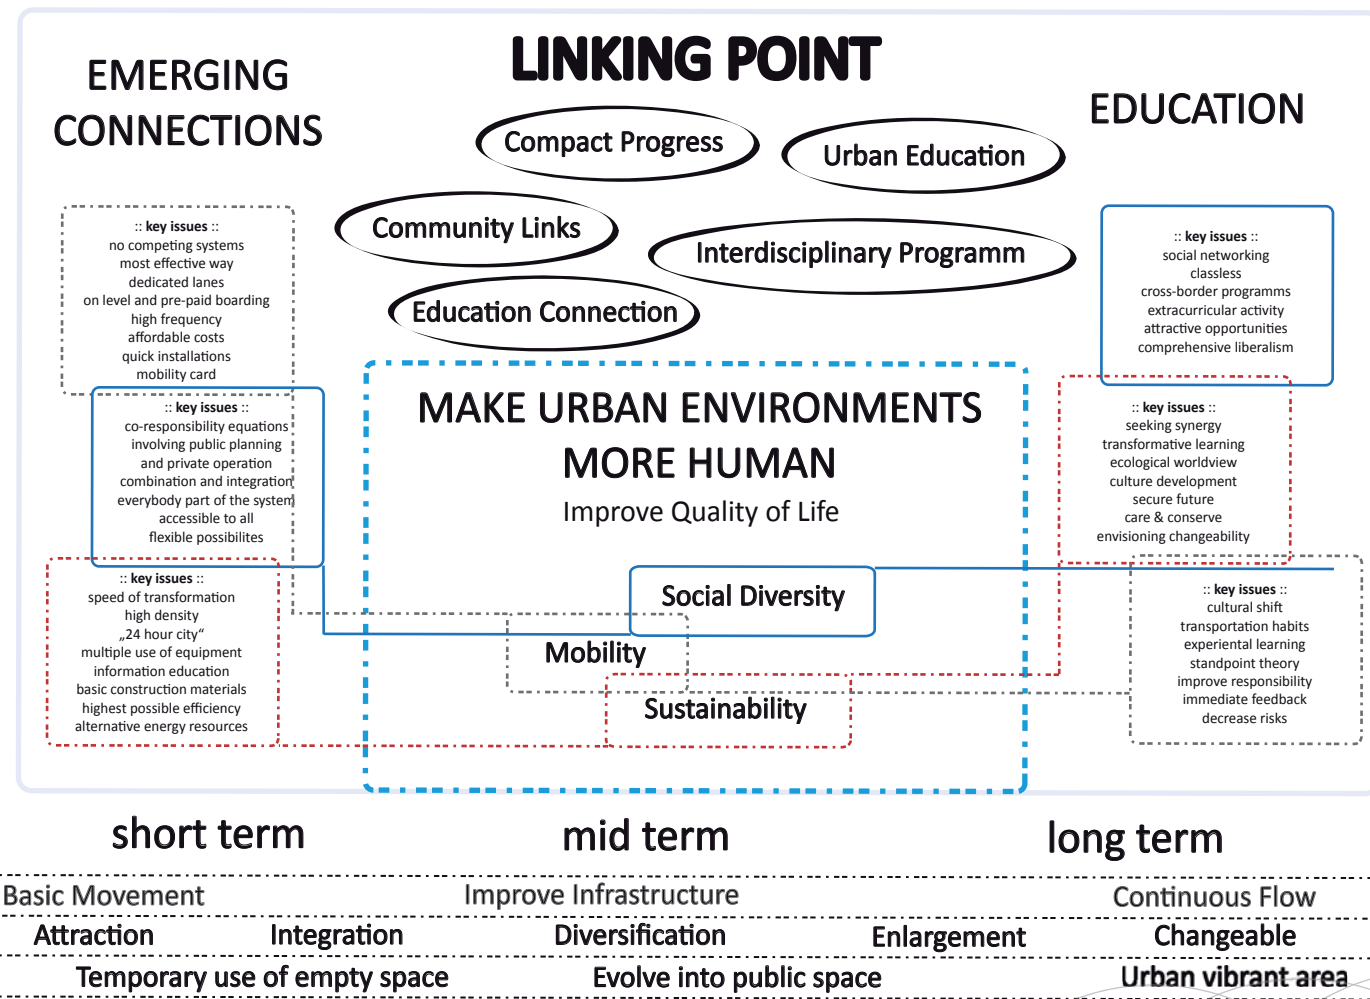 LINKING POINT
EMERGING
CONNECTIONS
EDUCATION
Compact Progress
Urban Education
Community Links
Interdisciplinary Programm
Education Connection
:: key issues ::
no competing systems
most effective way
dedicated lanes
on level and pre-paid boarding
high frequency
affordable costs
quick installations
mobility card
:: key issues ::
co-responsibility equations
involving public planning
and private operation
combination and integration
everybody part of the system
accessible to all
flexible possibilites
:: key issues ::
speed of transformation
high density
„24 hour city“
multiple use of equipment
information education
basic construction materials
highest possible efficiency
alternative energy resources
MAKE URBAN ENVIRONMENTS
MORE HUMAN
Improve Quality of Life
Social Diversity
Mobility
Sustainability
:: key issues ::
social networking
classless
cross-border programms
extracurricular activity
attractive opportunities
comprehensive liberalism
:: key issues ::
seeking synergy
transformative learning
ecological worldview
culture development
secure future
care & conserve
envisioning changeability
:: key issues ::
cultural shift
transportation habits
experiental learning
standpoint theory
improve responsibility
immediate feedback
decrease risks
short term
mid term
long term
Basic Movement
Improve Infrastructure
Continuous Flow
Attraction
Integration
Diversification
Enlargement
Changeable
Temporary use of empty space
Evolve into public space
Urban vibrant area